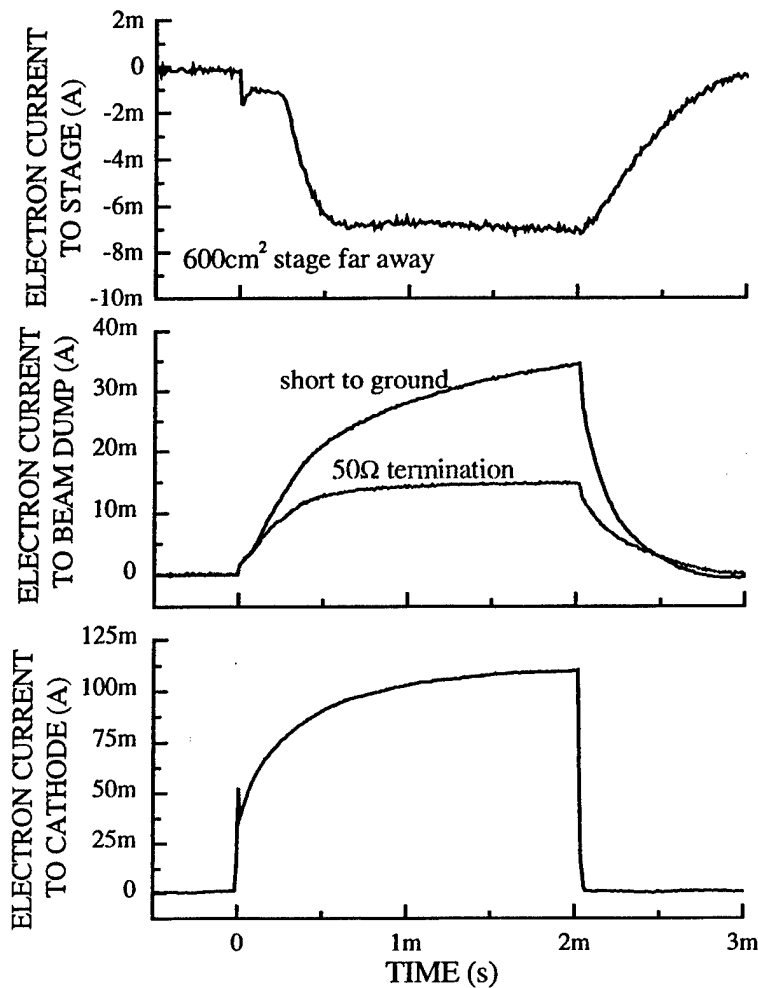 ELECTRON CURRENT
TO STAGE (A)
2m
0
-2m
-4m
-6m
-8m
-10m
600cm² stage far away
ELECTRON CURRENT
TO BEAM DUMP (A)
40m
30m
20m
10m
0
short to ground
50Ω termination
ELECTRON CURRENT
TO CATHODE (A)
125m
100m
75m
50m
25m
0
0 1m 2m 3m
TIME (s)